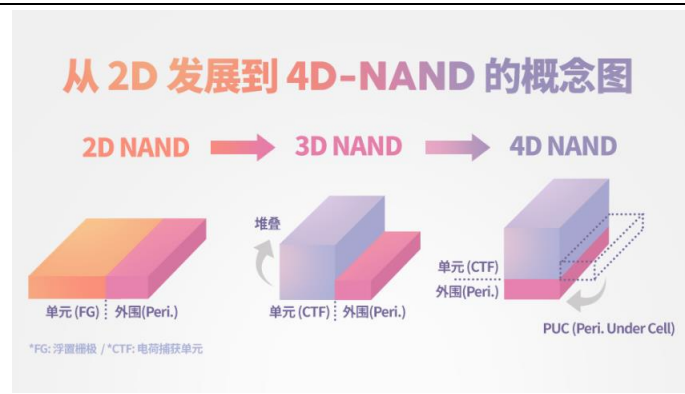 从 2D 发展到 4D-NAND 的概念图
2D NAND
3D NAND
4D NAND
单元 (FG)
外围(Peri.)
堆叠
单元 (CTF)
外围(Peri.)
单元 (CTF)
外围(Peri.)
PUC (Peri. Under Cell)
*FG: 浮置栅极 / *CTF: 电荷捕获单元